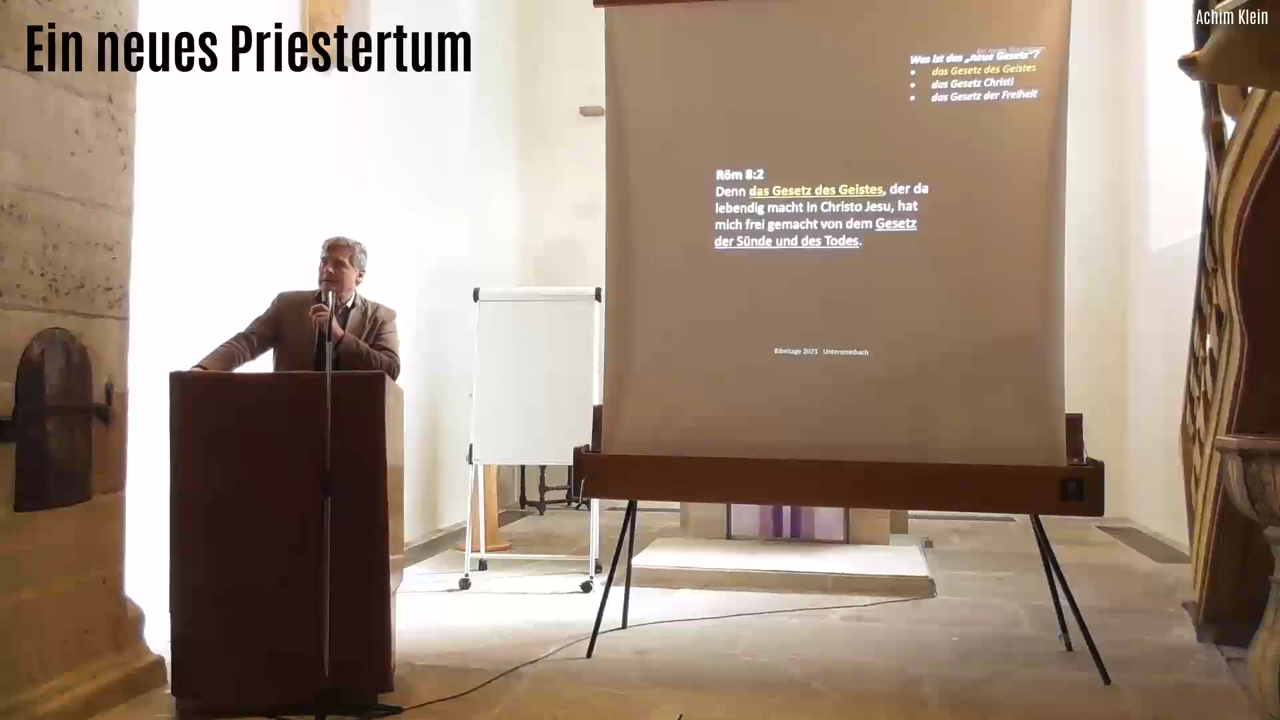 Ein neues Priestertum
Achim Klein
Was ist das „neue Gesetz“?
• das Gesetz des Geistes
• das Gesetz Christi
• das Gesetz der Freiheit
Röm 8:2
Denn das Gesetz des Geistes, der da
lebendig macht in Christo Jesu, hat
mich frei gemacht von dem Gesetz
der Sünde und des Todes.
Bibeltage 2023 Untersteinbach